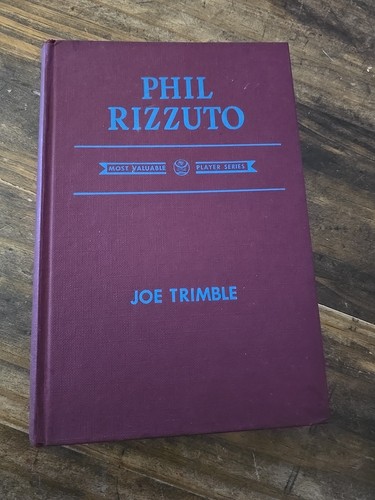 PHIL
RIZZUTO
MOST VALUABLE PLAYER SERIES
JOE TRIMBLE